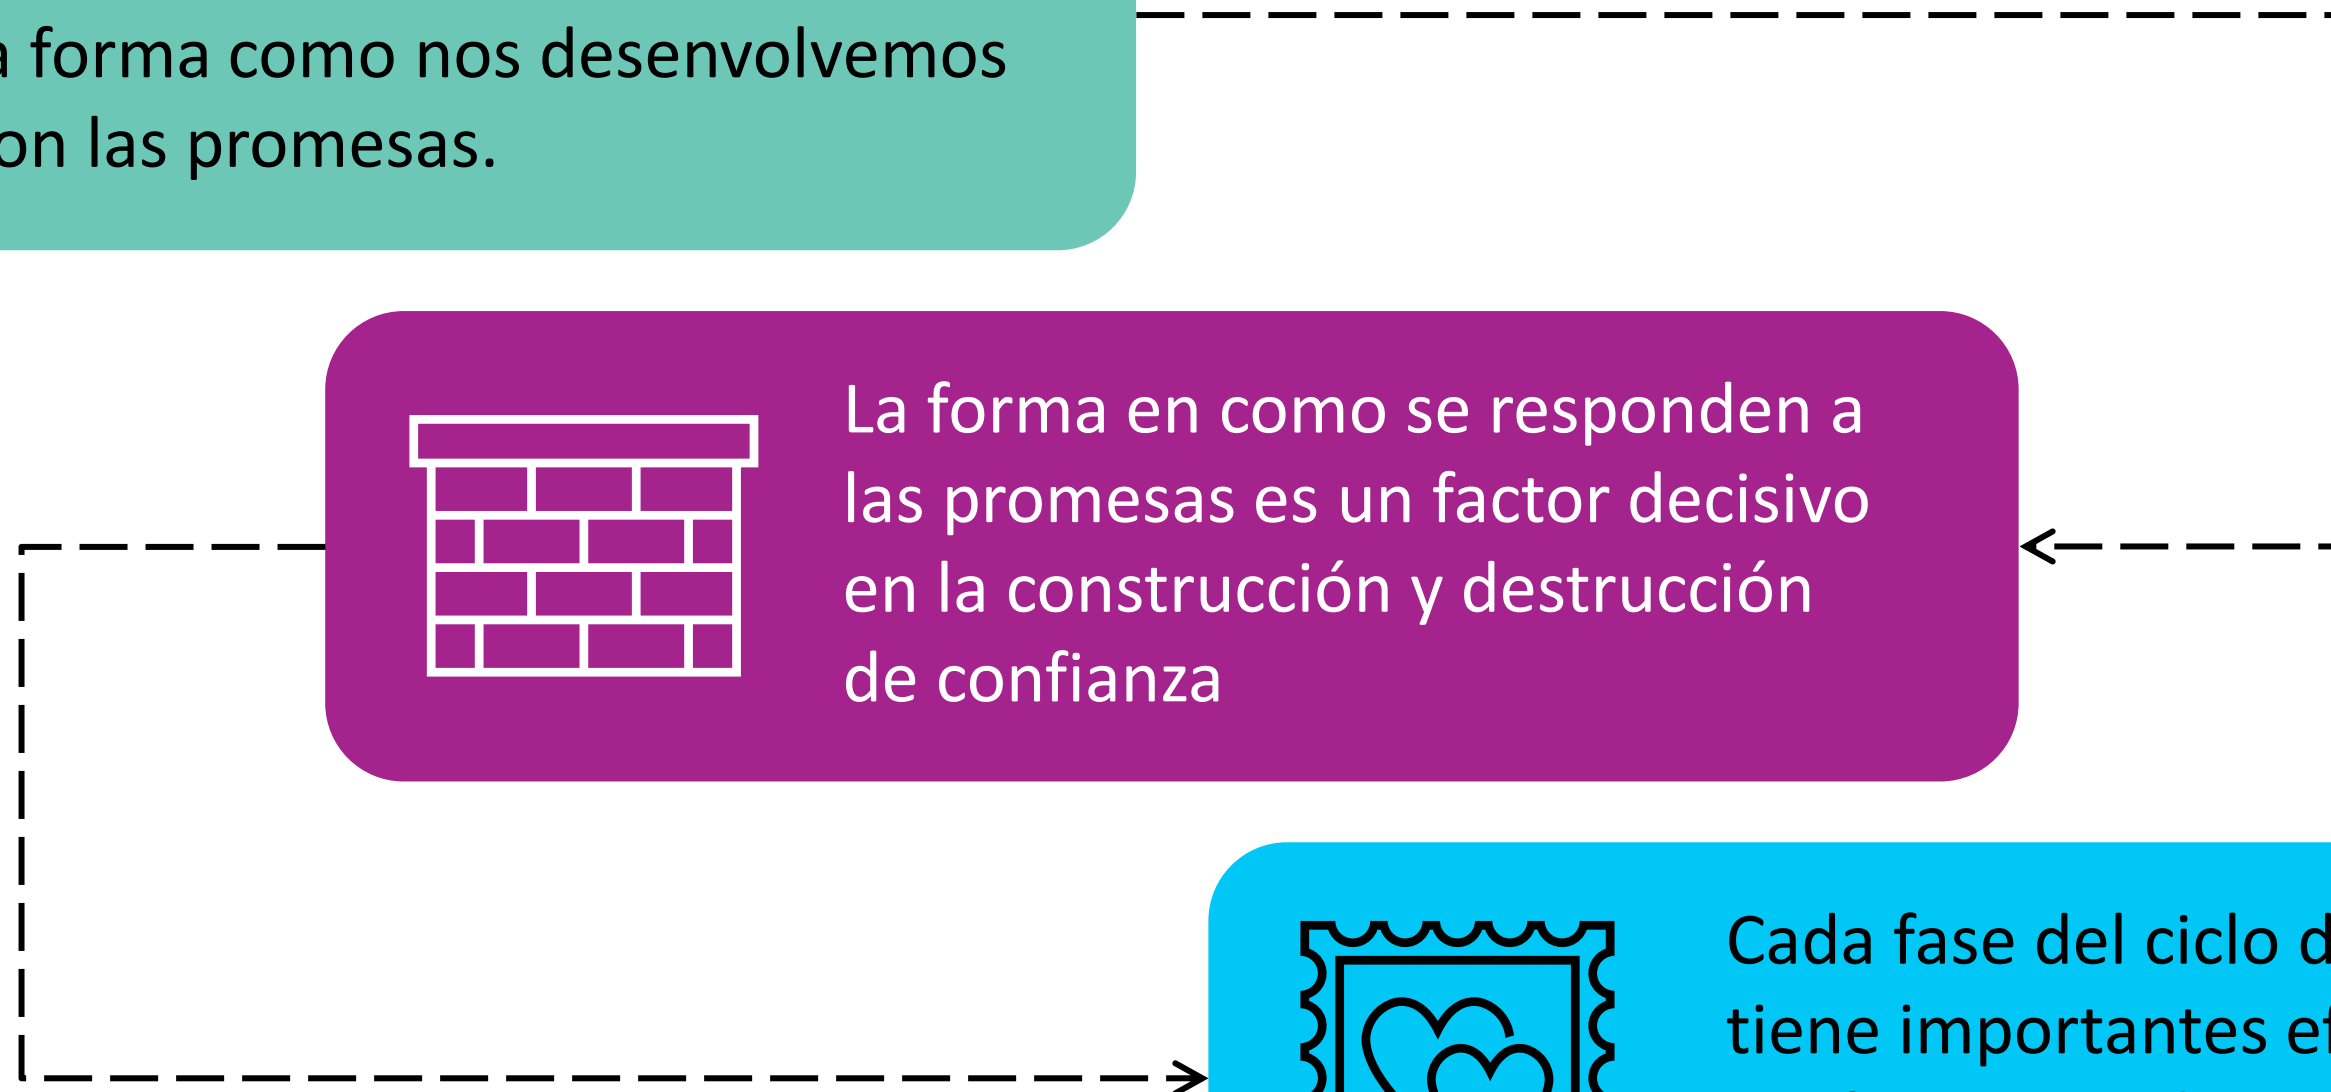 forma como nos desenvolvemos
las promesas.
La forma en como se responden a
las promesas es un factor decisivo
en la construcción y destrucción
de confianza
Cada fase del ciclo
tiene importantes